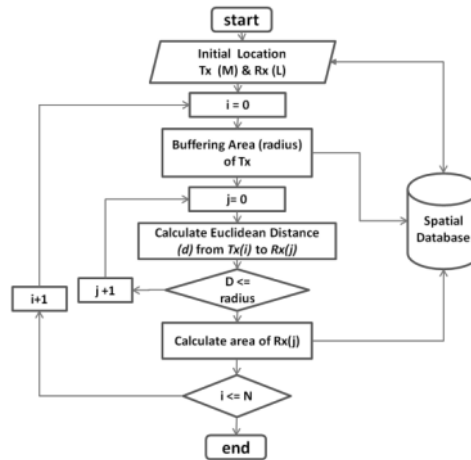 start
Initial Location
Tx (M) & Rx (L)
i = 0
Buffering Area (radius)
of Tx
j= 0
Spatial
Database
Calculate Euclidean Distance
(d) from Tx(i) to Rx(j)
i+1
j +1
D <=
radius
Calculate area of Rx(j)
i <= N
end